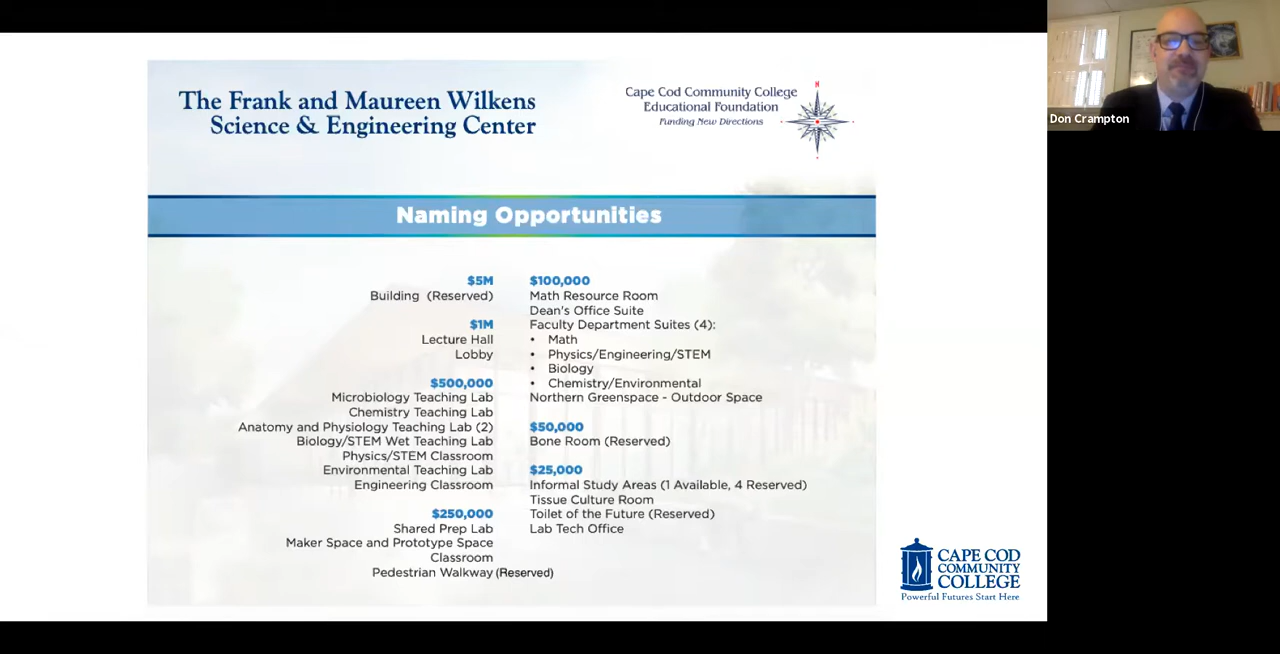 The Frank and Maureen Wilkens
Science & Engineering Center
Cape Cod Community College
Educational Foundation
Funding New Directions
N
Naming Opportunities
$5M
Building (Reserved)
$1M
Lecture Hall
Lobby
$500,000
Microbiology Teaching Lab
Chemistry Teaching Lab
Anatomy and Physiology Teaching Lab (2)
Biology/STEM Wet Teaching Lab
Physics/STEM Classroom
Environmental Teaching Lab
Engineering Classroom
$250,000
Shared Prep Lab
Maker Space and Prototype Space
Classroom
Pedestrian Walkway (Reserved)
$100,000
Math Resource Room
Dean's Office Suite
Faculty Department Suites (4):
• Math
• Physics/Engineering/STEM
• Biology
• Chemistry/Environmental
Northern Greenspace - Outdoor Space
$50,000
Bone Room (Reserved)
$25,000
Informal Study Areas (1 Available, 4 Reserved)
Tissue Culture Room
Toilet of the Future (Reserved)
Lab Tech Office
CAPE COD
COMMUNITY
COLLEGE
Powerful Futures Start Here
Don Crampton